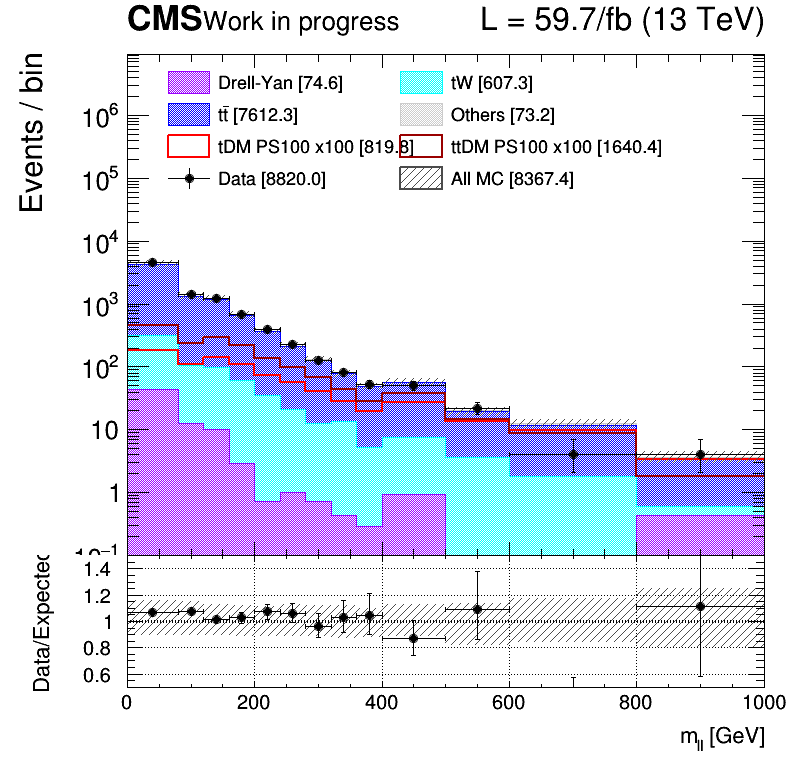 CMS Work in progress L = 59.7/fb (13 TeV)
Events / bin
Drell-Yan [74.6] tW [607.3]
tt̄ [7612.3] Others [73.2]
tDM PS100 x100 [819.8] ttDM PS100 x100 [1640.4]
Data [8820.0] All MC [8367.4]
10⁶
10⁵
10⁴
10³
10²
10
1
10⁻¹
Data/Expected
1.4
1.2
1
0.8
0.6
0 200 400 600 800 1000
m_ll [GeV]